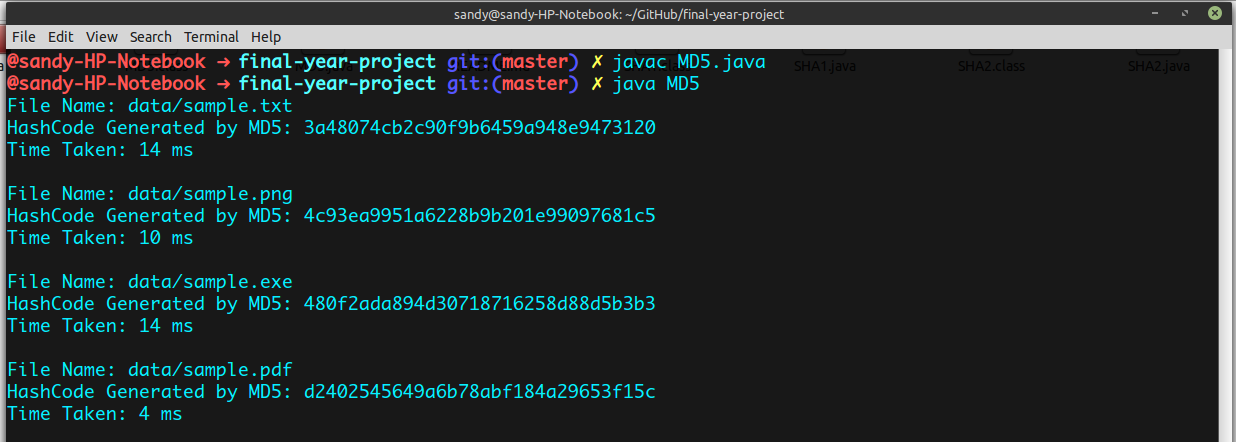 sandy@sandy-HP-Notebook: ~/GitHub/final-year-project
File Edit View Search Terminal Help
@sandy-HP-Notebook → final-year-project git:(master) ✗ javac MD5.java
SHA1.java SHA2.class SHA2.java
@sandy-HP-Notebook → final-year-project git:(master) ✗ java MD5
File Name: data/sample.txt
HashCode Generated by MD5: 3a48074cb2c90f9b6459a948e9473120
Time Taken: 14 ms
File Name: data/sample.png
HashCode Generated by MD5: 4c93ea9951a6228b9b201e99097681c5
Time Taken: 10 ms
File Name: data/sample.exe
HashCode Generated by MD5: 480f2ada894d30718716258d88d5b3b3
Time Taken: 14 ms
File Name: data/sample.pdf
HashCode Generated by MD5: d2402545649a6b78abf184a29653f15c
Time Taken: 4 ms